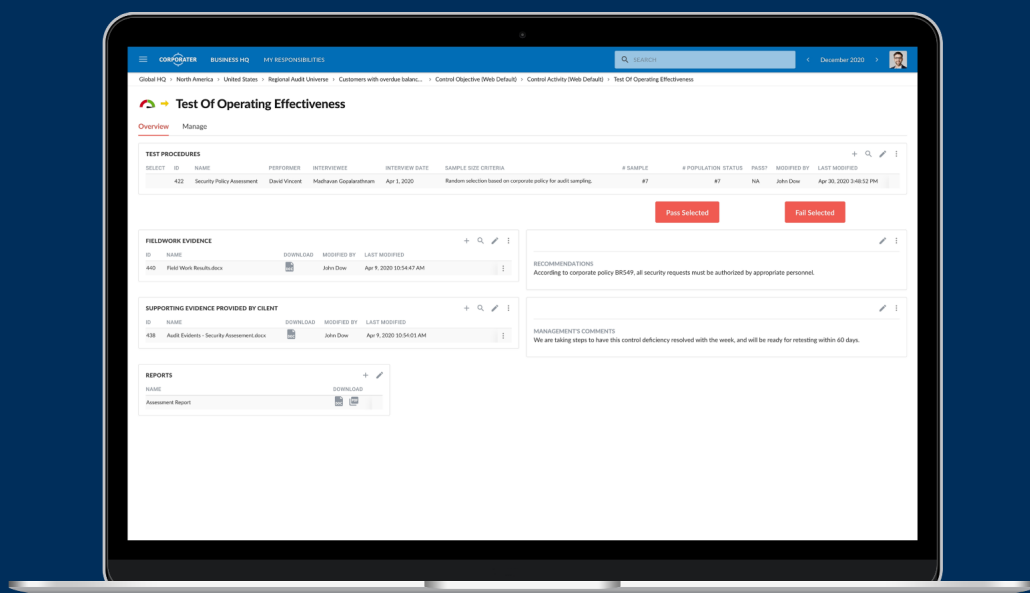 CORPORATER BUSINESS HQ MY RESPONSIBILITIES SEARCH < December 2020 >
Global HQ > North America > United States > Regional Audit Universe > Customers with overdue balanc... > Control Objective (Web Default) > Control Activity (Web Default) > Test Of Operating Effectiveness
Test Of Operating Effectiveness
Overview Manage
TEST PROCEDURES
SELECT ID NAME PERFORMER INTERVIEWEE INTERVIEW DATE SAMPLE SIZE CRITERIA # SAMPLE # POPULATION STATUS PASS? MODIFIED BY LAST MODIFIED
422 Security Policy Assessment David Vincent Madhavan Gopalarathnam Apr 1, 2020 Random selection based on corporate policy for audit sampling. #7 #7 NA John Dow Apr 30, 2020 3:48:52 PM
Pass Selected Fail Selected
FIELDWORK EVIDENCE
ID NAME DOWNLOAD MODIFIED BY LAST MODIFIED
440 Field Work Results.docx John Dow Apr 9, 2020 10:54:47 AM
RECOMMENDATIONS
According to corporate policy BR549, all security requests must be authorized by appropriate personnel.
SUPPORTING EVIDENCE PROVIDED BY CILENT
ID NAME DOWNLOAD MODIFIED BY LAST MODIFIED
438 Audit Evidents - Security Assesement.docx John Dow Apr 9, 2020 10:54:01 AM
MANAGEMENT'S COMMENTS
We are taking steps to have this control deficiency resolved with the week, and will be ready for retesting within 60 days.
REPORTS
NAME DOWNLOAD
Assessment Report